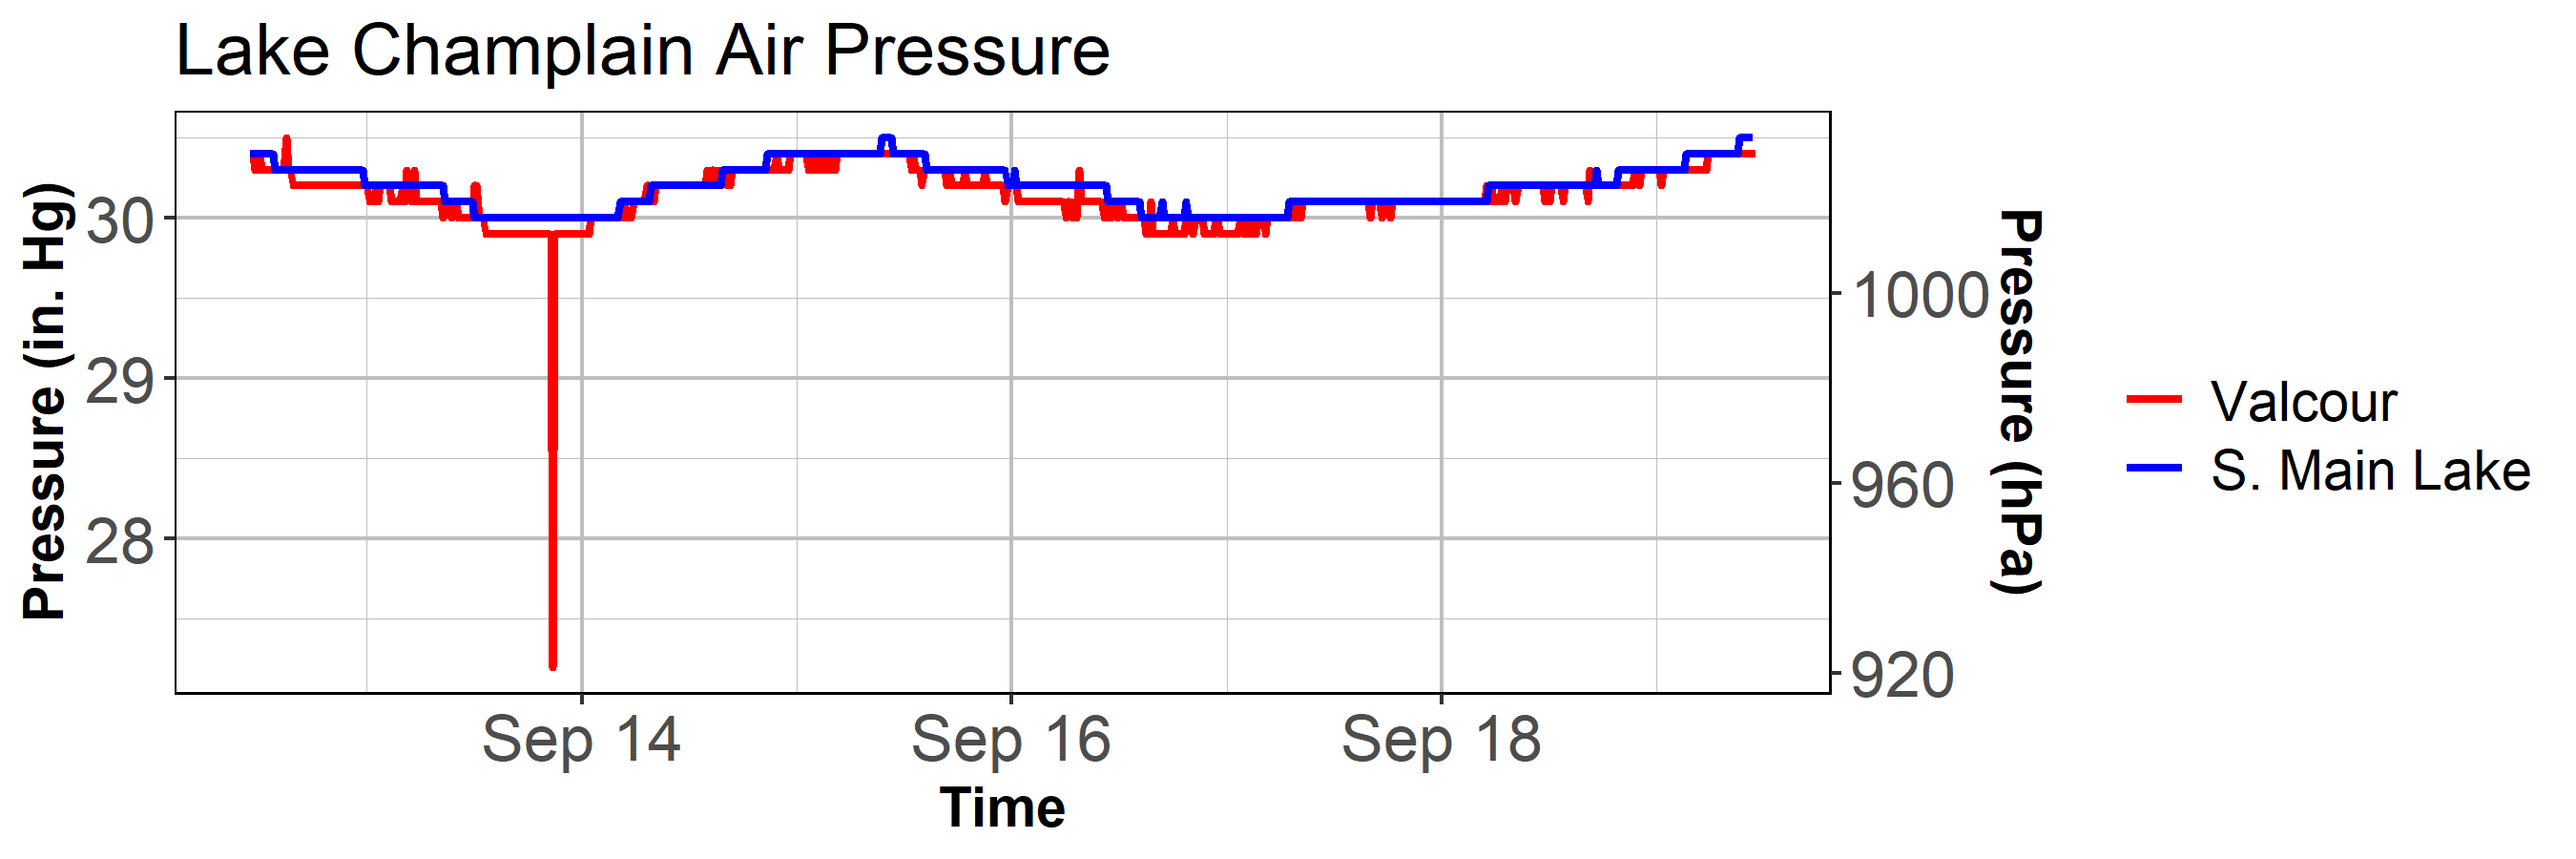 Lake Champlain Air Pressure
Pressure (in. Hg)
30
29
28
1000
960
920
Pressure (hPa)
Valcour
S. Main Lake
Sep 14
Sep 16
Sep 18
Time